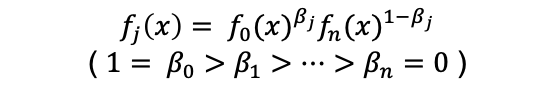 fⱼ(x) = f₀(x)^βⱼ fₙ(x)^1−βⱼ
( 1 = β₀ > β₁ > ⋯ > βₙ = 0 )